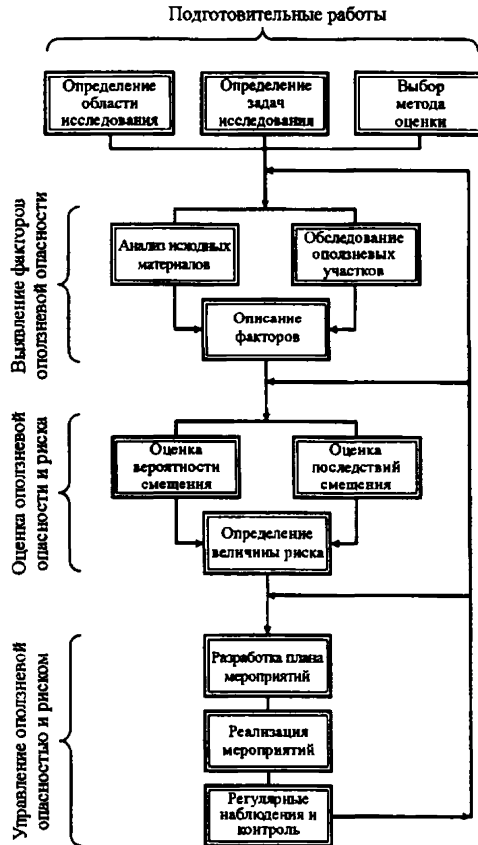 Подготовительные работы
Определение
области
исследования
Определение
задач
исследования
Выбор
метода
оценки
Выявление факторов
оползневой опасности
Анализ исходных
материалов
Обследование
оползневых
участков
Описание
факторов
Оценка оползневой
опасности и риска
Оценка
вероятности
смещения
Оценка
последствий
смещения
Определение
величины риска
Управление оползневой
опасностью и риском
Разработка плана
мероприятий
Реализация
мероприятий
Регулярные
наблюдения и
контроль